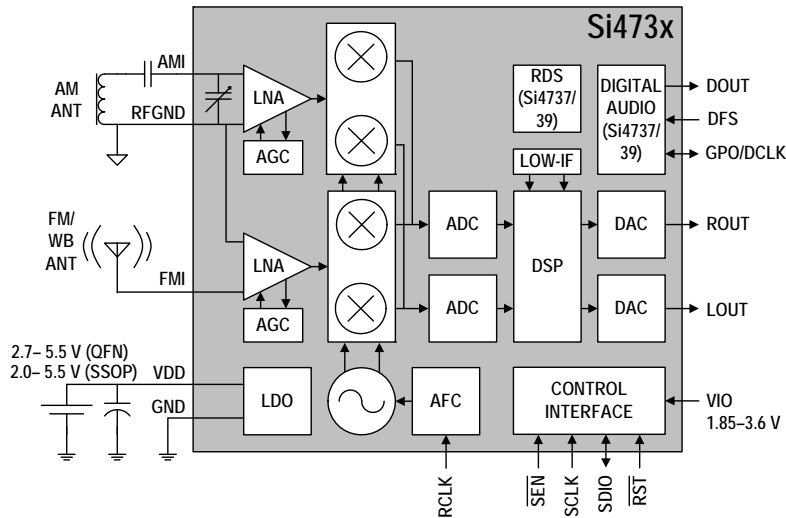 Si473x
AMI
AM
ANT
RFGND
LNA
AGC
RDS
(Si4737/
39)
DIGITAL
AUDIO
(Si4737/
39)
DOUT
DFS
GPO/DCLK
LOW-IF
FM/
WB
ANT
FMI
LNA
AGC
ADC
ADC
DSP
DAC
DAC
ROUT
LOUT
2.7– 5.5 V (QFN)
2.0– 5.5 V (SSOP)
VDD
GND
LDO
AFC
CONTROL
INTERFACE
VIO
1.85–3.6 V
RCLK
SEN
SCLK
SDIO
RST